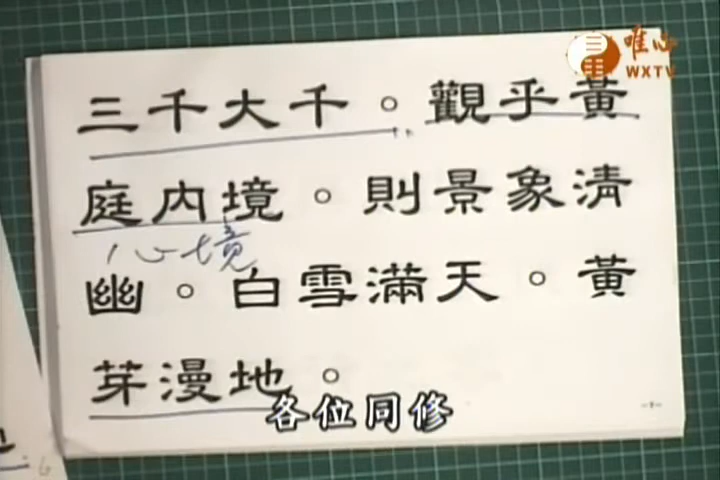 唯心
WXTV
三千大千。觀乎黃
庭內境。則景象清
心境
幽。白雪滿天。黃
芽漫地。
各位同修